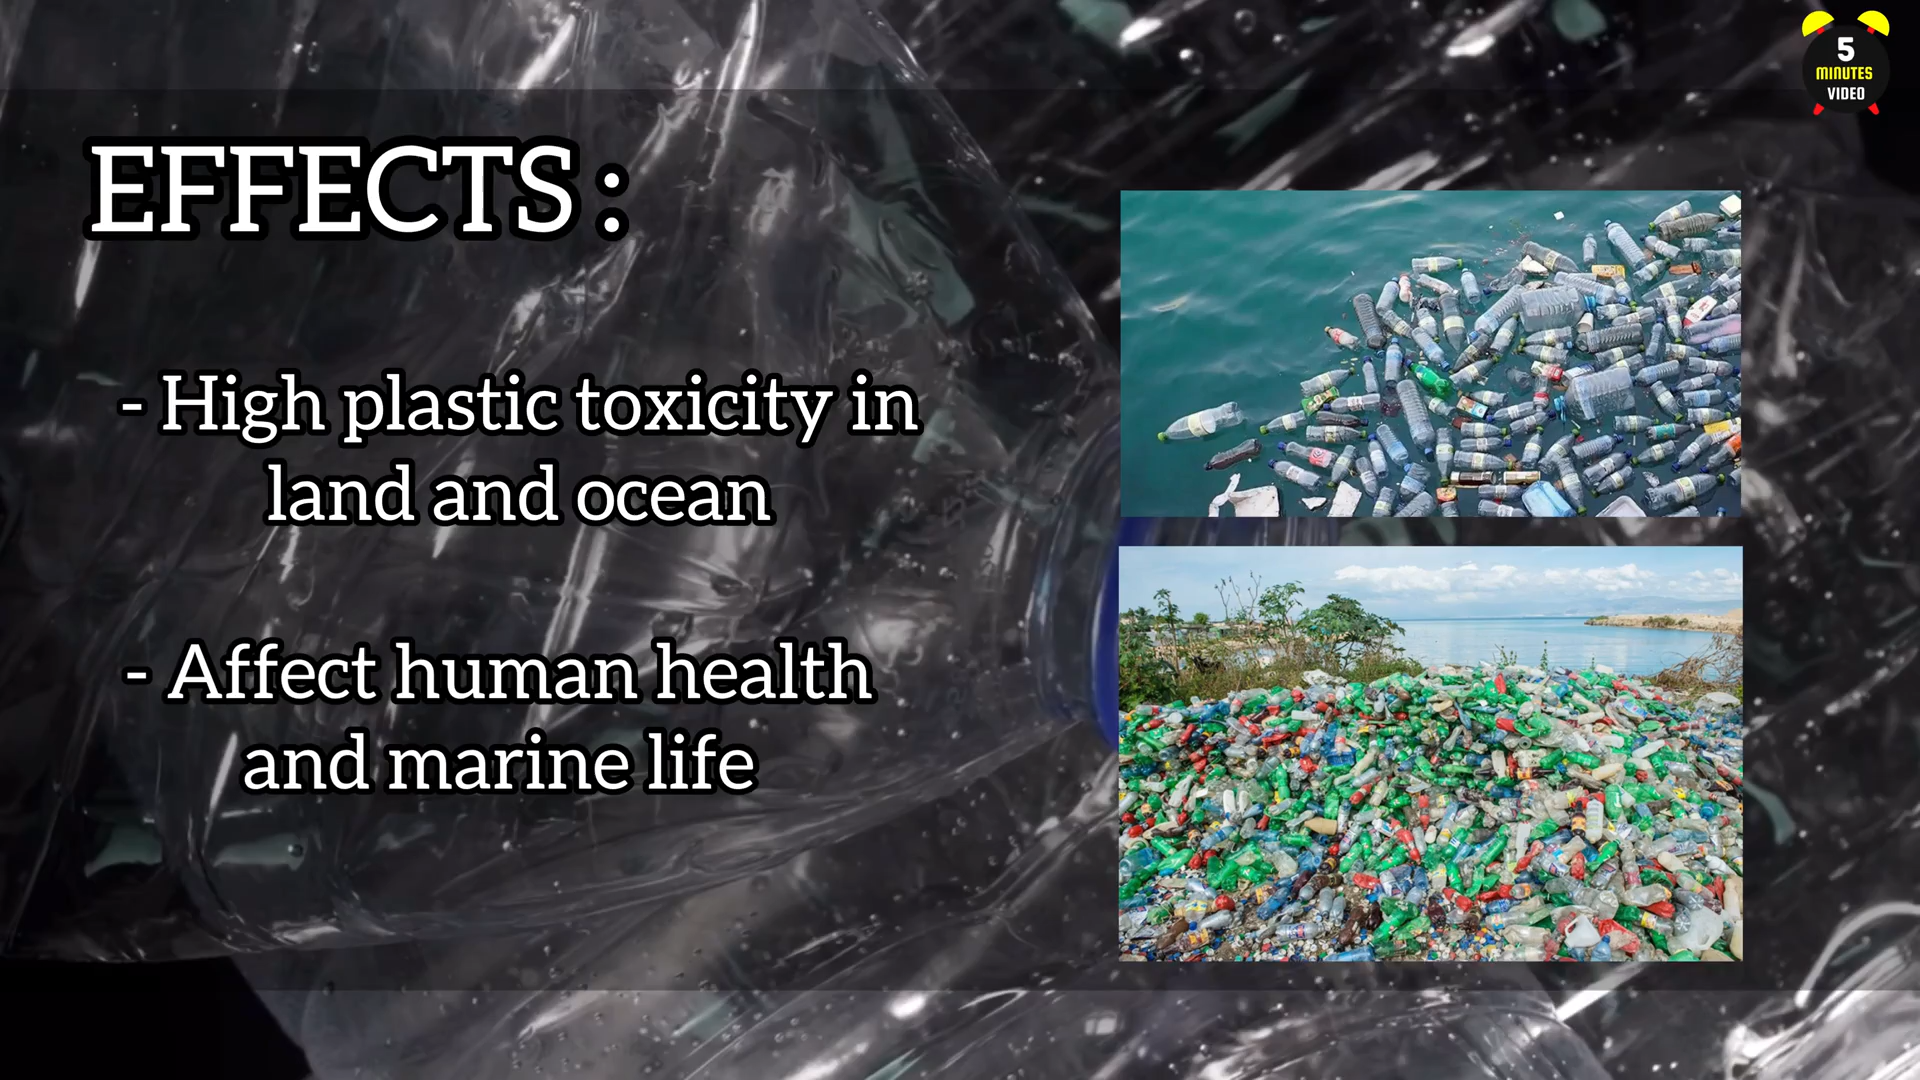 5
MINUTES
VIDEO
EFFECTS:
- High plastic toxicity in
land and ocean
- Affect human health
and marine life